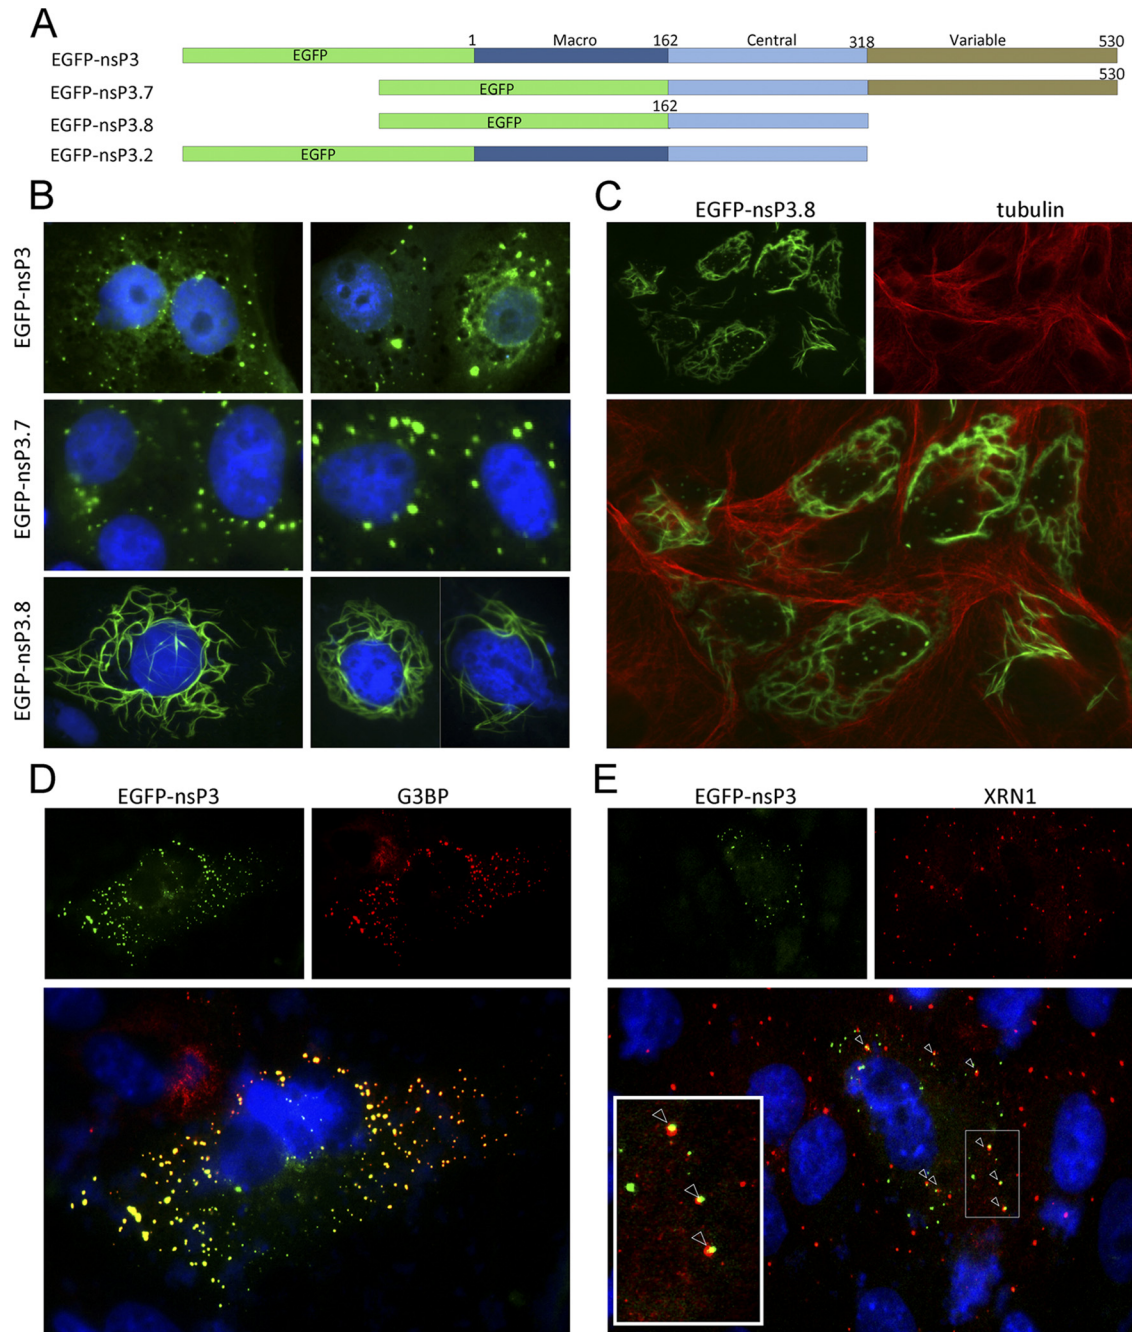 A
1 Macro 162 Central 318 Variable 530
EGFP-nsP3 EGFP
530
EGFP-nsP3.7 EGFP
162
EGFP-nsP3.8 EGFP
EGFP-nsP3.2 EGFP
B
EGFP-nsP3
EGFP-nsP3.7
EGFP-nsP3.8
C
EGFP-nsP3.8 tubulin
D
EGFP-nsP3 G3BP
E
EGFP-nsP3 XRN1